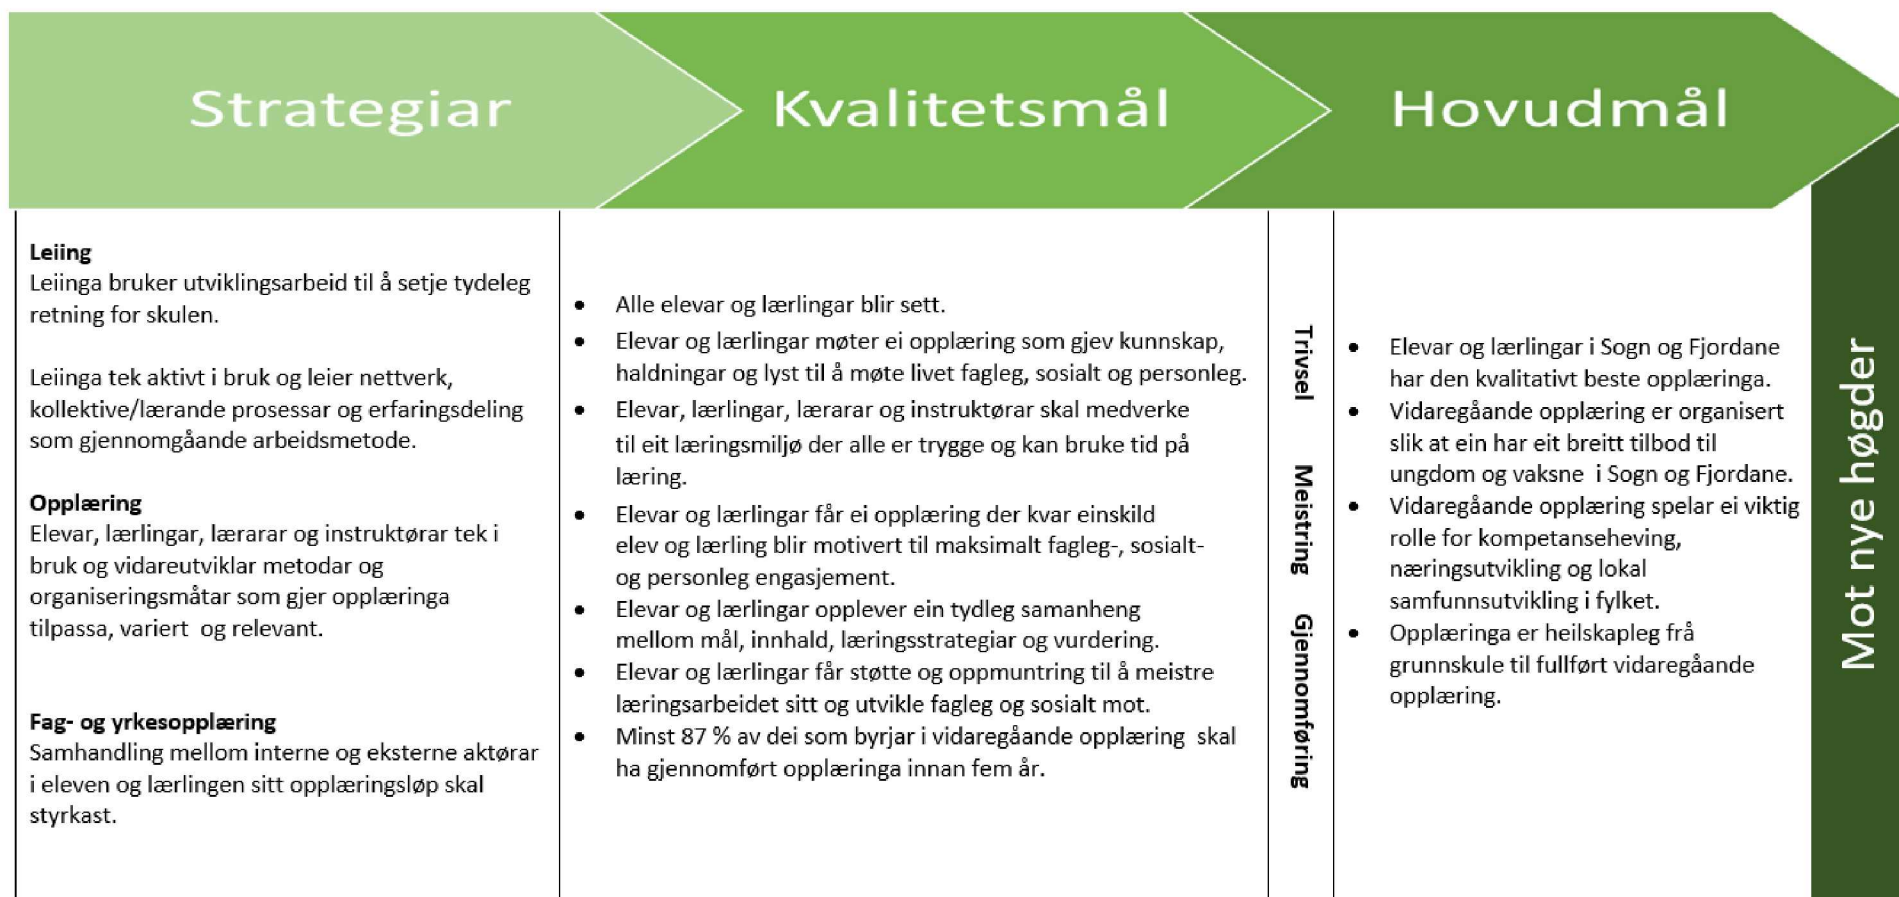 Strategiar
Kvalitetsmål
Hovudmål
Leiing
Leiinga bruker utviklingsarbeid til å setje tydeleg
retning for skulen.
Leiinga tek aktivt i bruk og leier nettverk,
kollektive/lærande prosessar og erfaringsdeling
som gjennomgåande arbeidsmetode.
Opplæring
Elevar, lærlingar, lærarar og instruktørar tek i
bruk og vidareutviklar metodar og
organiseringsmåtar som gjer opplæringa
tilpassa, variert  og relevant.
Fag- og yrkesopplæring
Samhandling mellom interne og eksterne aktørar
i eleven og lærlingen sitt opplæringsløp skal
styrkast.
• Alle elevar og lærlingar blir sett.
• Elevar og lærlingar møter ei opplæring som gjev kunnskap,
haldningar og lyst til å møte livet fagleg, sosialt og personleg.
• Elevar, lærlingar, lærarar og instruktørar skal medverke
til eit læringsmiljø der alle er trygge og kan bruke tid på
læring.
• Elevar og lærlingar får ei opplæring der kvar einskild
elev og lærling blir motivert til maksimalt fagleg-, sosialt-
og personleg engasjement.
• Elevar og lærlingar opplever ein tydleg samanheng
mellom mål, innhald, læringsstrategiar og vurdering.
• Elevar og lærlingar får støtte og oppmuntring til å meistre
læringsarbeidet sitt og utvikle fagleg og sosialt mot.
• Minst 87 % av dei som byrjar i vidaregåande opplæring  skal
ha gjennomført opplæringa innan fem år.
Trivsel Meistring Gjennomføring
• Elevar og lærlingar i Sogn og Fjordane
har den kvalitativt beste opplæringa.
• Vidaregåande opplæring er organisert
slik at ein har eit breitt tilbod til
ungdom og vaksne  i Sogn og Fjordane.
• Vidaregåande opplæring spelar ei viktig
rolle for kompetanseheving,
næringsutvikling og lokal
samfunnsutvikling i fylket.
• Opplæringa er heilskapleg frå
grunnskule til fullført vidaregåande
opplæring.
Mot nye høgder